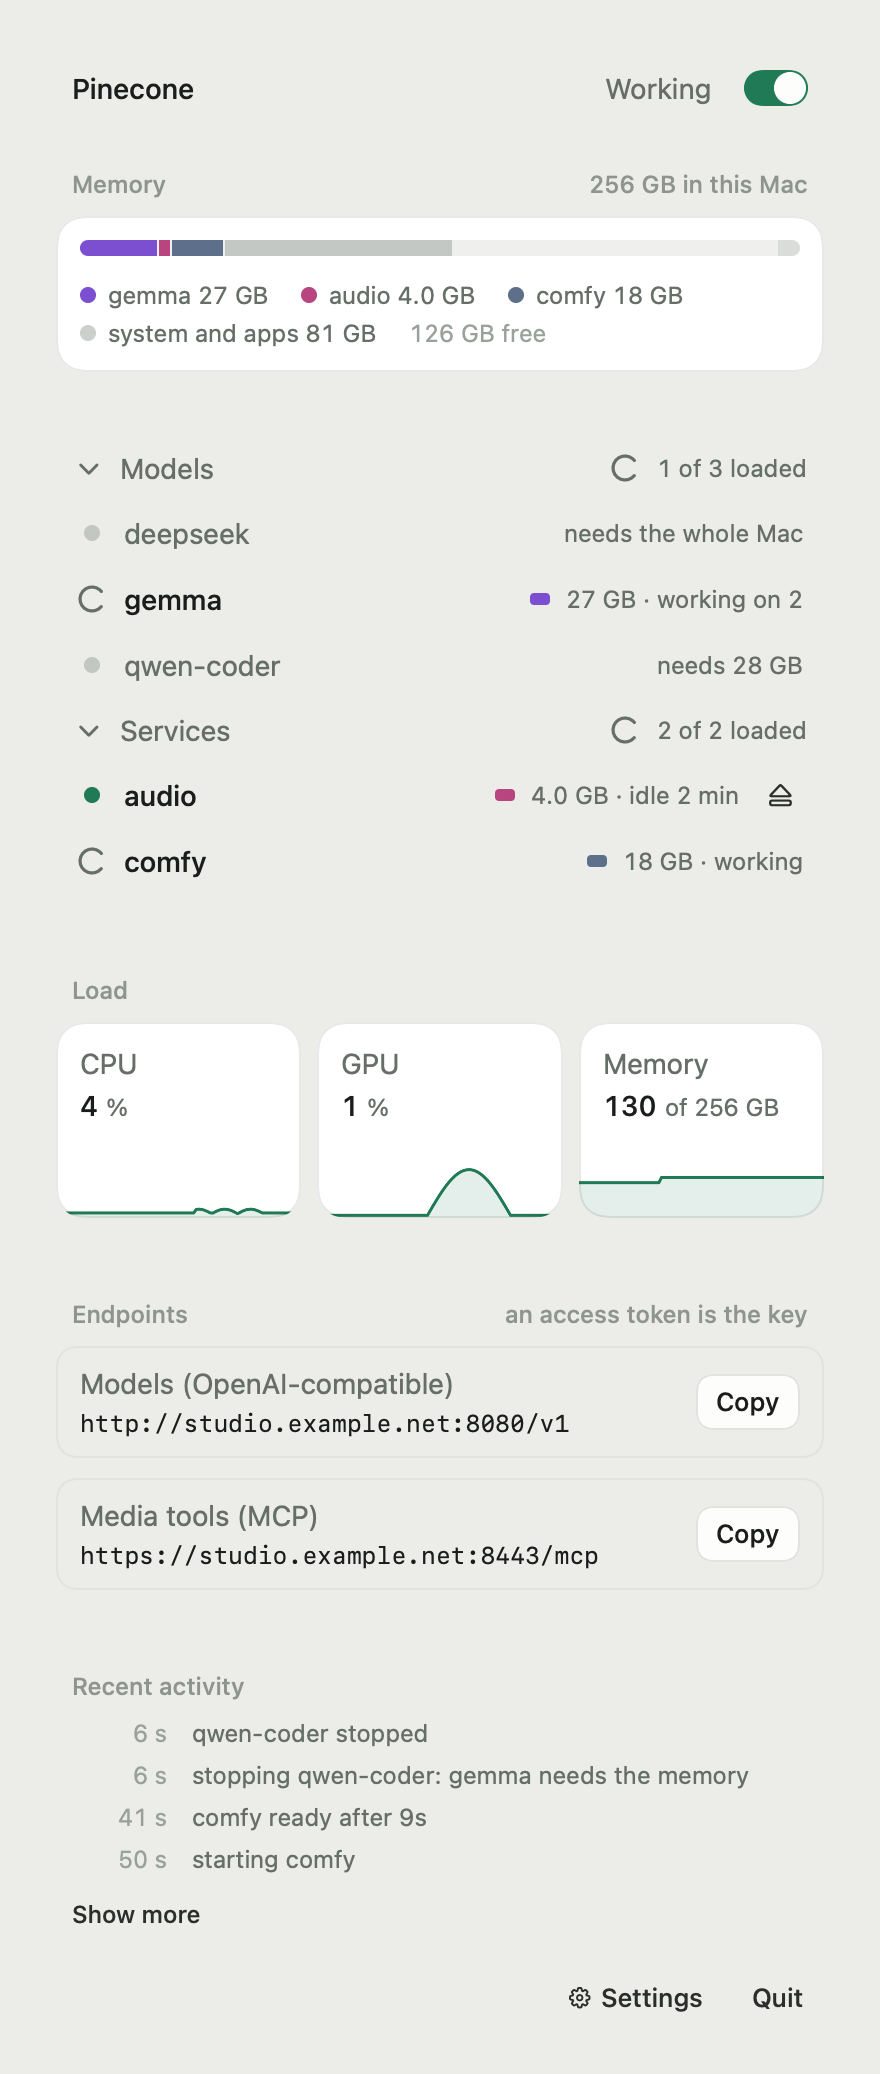 Pinecone
Working
Memory
256 GB in this Mac
gemma 27 GB
audio 4.0 GB
comfy 18 GB
system and apps 81 GB
126 GB free
Models
1 of 3 loaded
deepseek
needs the whole Mac
gemma
27 GB · working on 2
qwen-coder
needs 28 GB
Services
2 of 2 loaded
audio
4.0 GB · idle 2 min
comfy
18 GB · working
Load
CPU
4 %
GPU
1 %
Memory
130 of 256 GB
Endpoints
an access token is the key
Models (OpenAI-compatible)
http://studio.example.net:8080/v1
Copy
Media tools (MCP)
https://studio.example.net:8443/mcp
Copy
Recent activity
6 s qwen-coder stopped
6 s stopping qwen-coder: gemma needs the memory
41 s comfy ready after 9s
50 s starting comfy
Show more
Settings
Quit